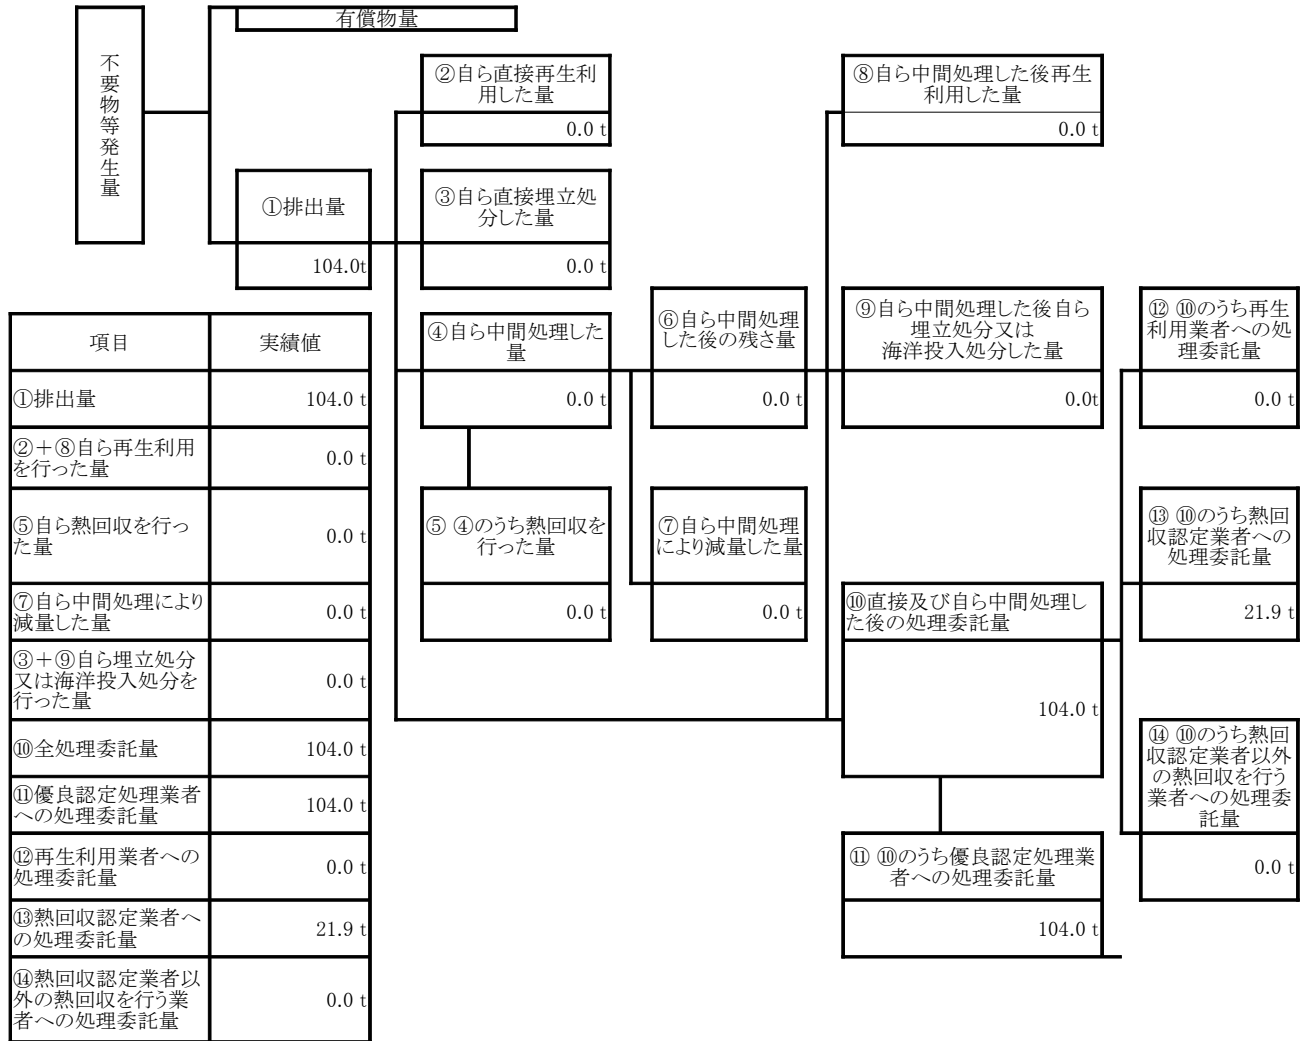 有償物量
不要物等発生量
②自ら直接再生利
用した量
0.0 t
⑧自ら中間処理した後再生
利用した量
0.0 t
①排出量
104.0t
③自ら直接埋立処
分した量
0.0 t
④自ら中間処理した
量
0.0 t
⑥自ら中間処理
した後の残さ量
0.0 t
⑨自ら中間処理した後自ら
埋立処分又は
海洋投入処分した量
0.0t
⑫ ⑩のうち再生
利用業者への処
理委託量
0.0 t
⑤ ④のうち熱回収を
行った量
0.0 t
⑦自ら中間処理
により減量した量
0.0 t
⑩直接及び自ら中間処理し
た後の処理委託量
104.0 t
⑬ ⑩のうち熱回
収認定業者への
処理委託量
21.9 t
⑭ ⑩のうち熱回
収認定業者以外
の熱回収を行う
業者への処理委
託量
0.0 t
⑪ ⑩のうち優良認定処理業
者への処理委託量
104.0 t
項目 実績値
①排出量 104.0 t
②＋⑧自ら再生利用
を行った量
0.0 t
⑤自ら熱回収を行っ
た量
0.0 t
⑦自ら中間処理により
減量した量
0.0 t
③＋⑨自ら埋立処分
又は海洋投入処分を
行った量
0.0 t
⑩全処理委託量 104.0 t
⑪優良認定処理業者
への処理委託量
104.0 t
⑫再生利用業者への
処理委託量
0.0 t
⑬熱回収認定業者へ
の処理委託量
21.9 t
⑭熱回収認定業者以
外の熱回収を行う業
者への処理委託量
0.0 t